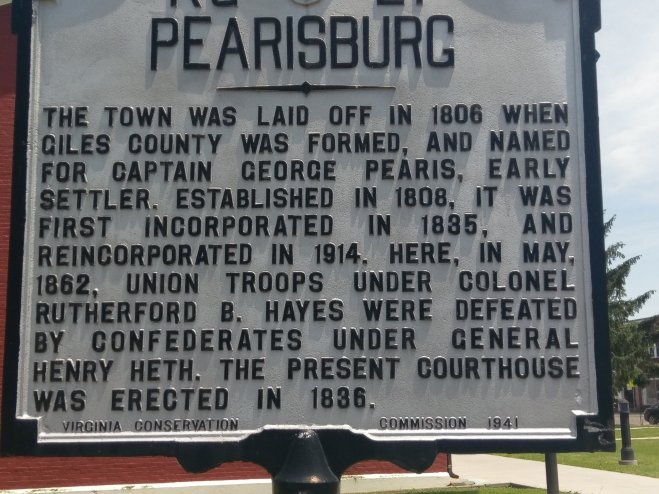 PEARISBURG
THE TOWN WAS LAID OFF IN 1806 WHEN
GILES COUNTY WAS FORMED, AND NAMED
FOR CAPTAIN GEORGE PEARIS, EARLY
SETTLER. ESTABLISHED IN 1808, IT WAS
FIRST INCORPORATED IN 1835, AND
REINCORPORATED IN 1914. HERE, IN MAY,
1862, UNION TROOPS UNDER COLONEL
RUTHERFORD B. HAYES WERE DEFEATED
BY CONFEDERATES UNDER GENERAL
HENRY HETH. THE PRESENT COURTHOUSE
WAS ERECTED IN 1836.
VIRGINIA CONSERVATION COMMISSION 1941